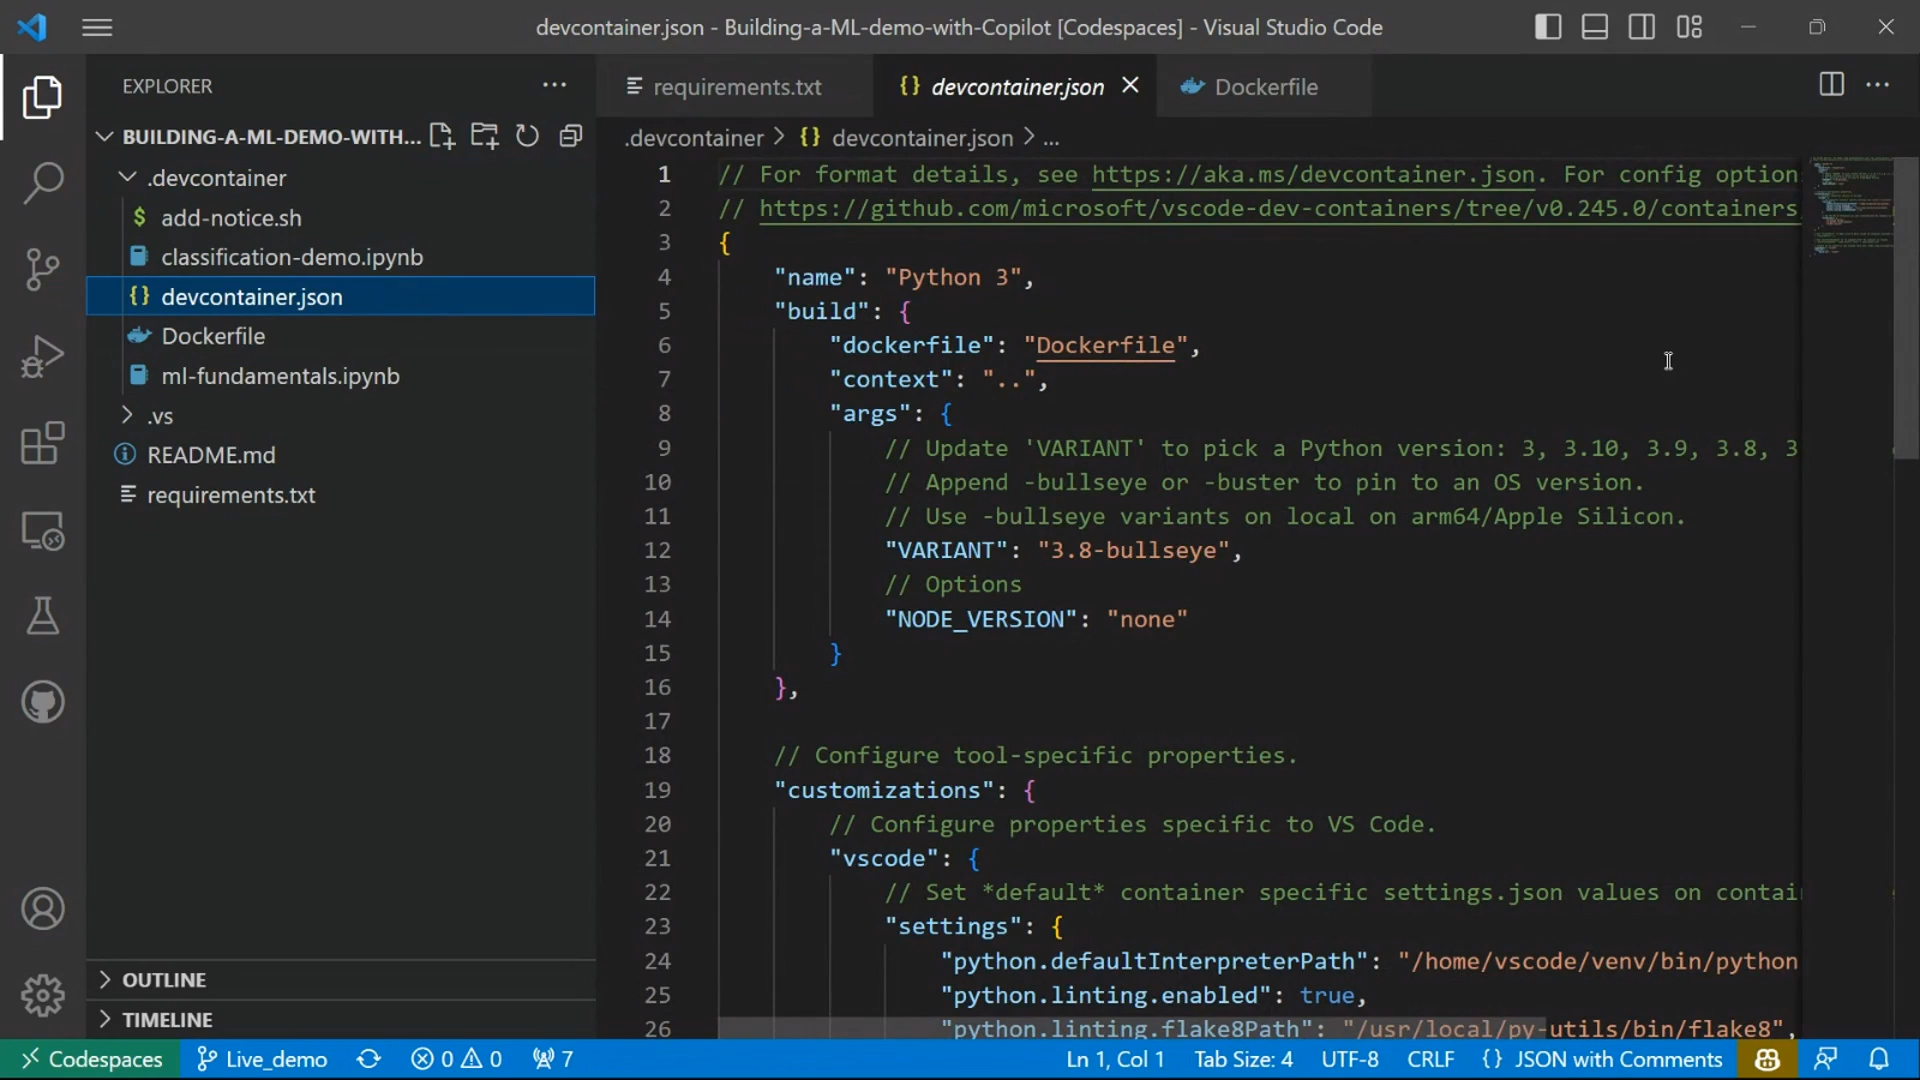 devcontainer.json - Building-a-ML-demo-with-Copilot [Codespaces] - Visual Studio Code
EXPLORER
BUILDING-A-ML-DEMO-WITH...
.devcontainer
$ add-notice.sh
classification-demo.ipynb
{} devcontainer.json
Dockerfile
ml-fundamentals.ipynb
.vs
README.md
requirements.txt
OUTLINE
TIMELINE
requirements.txt
{} devcontainer.json
Dockerfile
.devcontainer > {} devcontainer.json > ...
1 // For format details, see https://aka.ms/devcontainer.json. For config option
2 // https://github.com/microsoft/vscode-dev-containers/tree/v0.245.0/containers
3 {
4 "name": "Python 3",
5 "build": {
6 "dockerfile": "Dockerfile",
7 "context": "..",
8 "args": {
9 // Update 'VARIANT' to pick a Python version: 3, 3.10, 3.9, 3.8, 3
10 // Append -bullseye or -buster to pin to an OS version.
11 // Use -bullseye variants on local on arm64/Apple Silicon.
12 "VARIANT": "3.8-bullseye",
13 // Options
14 "NODE_VERSION": "none"
15 }
16 },
17
18 // Configure tool-specific properties.
19 "customizations": {
20 // Configure properties specific to VS Code.
21 "vscode": {
22 // Set *default* container specific settings.json values on contai
23 "settings": {
24 "python.defaultInterpreterPath": "/home/vscode/venv/bin/python
25 "python.linting.enabled": true,
26 "python.linting.flake8Path": "/usr/local/py-utils/bin/flake8",
Codespaces
Live_demo
0 0
7
Ln 1, Col 1
Tab Size: 4
UTF-8
CRLF
{} JSON with Comments